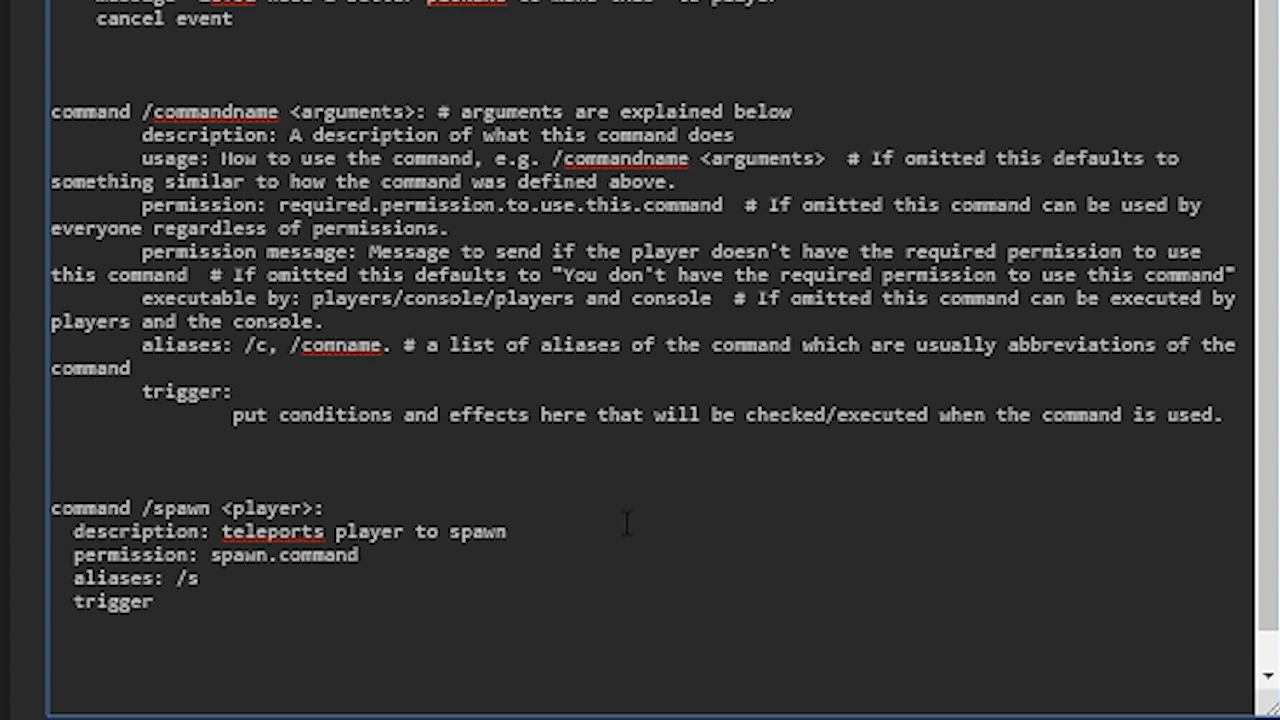 to player
cancel event
command /commandname <arguments>: # arguments are explained below
description: A description of what this command does
usage: How to use the command, e.g. /commandname <arguments>  # If omitted this defaults to
something similar to how the command was defined above.
permission: required.permission.to.use.this.command  # If omitted this command can be used by
everyone regardless of permissions.
permission message: Message to send if the player doesn't have the required permission to use
this command  # If omitted this defaults to "You don't have the required permission to use this command"
executable by: players/console/players and console  # If omitted this command can be executed by
players and the console.
aliases: /c, /comname. # a list of aliases of the command which are usually abbreviations of the
command
trigger:
put conditions and effects here that will be checked/executed when the command is used.
command /spawn <player>:
description: teleports player to spawn
permission: spawn.command
aliases: /s
trigger